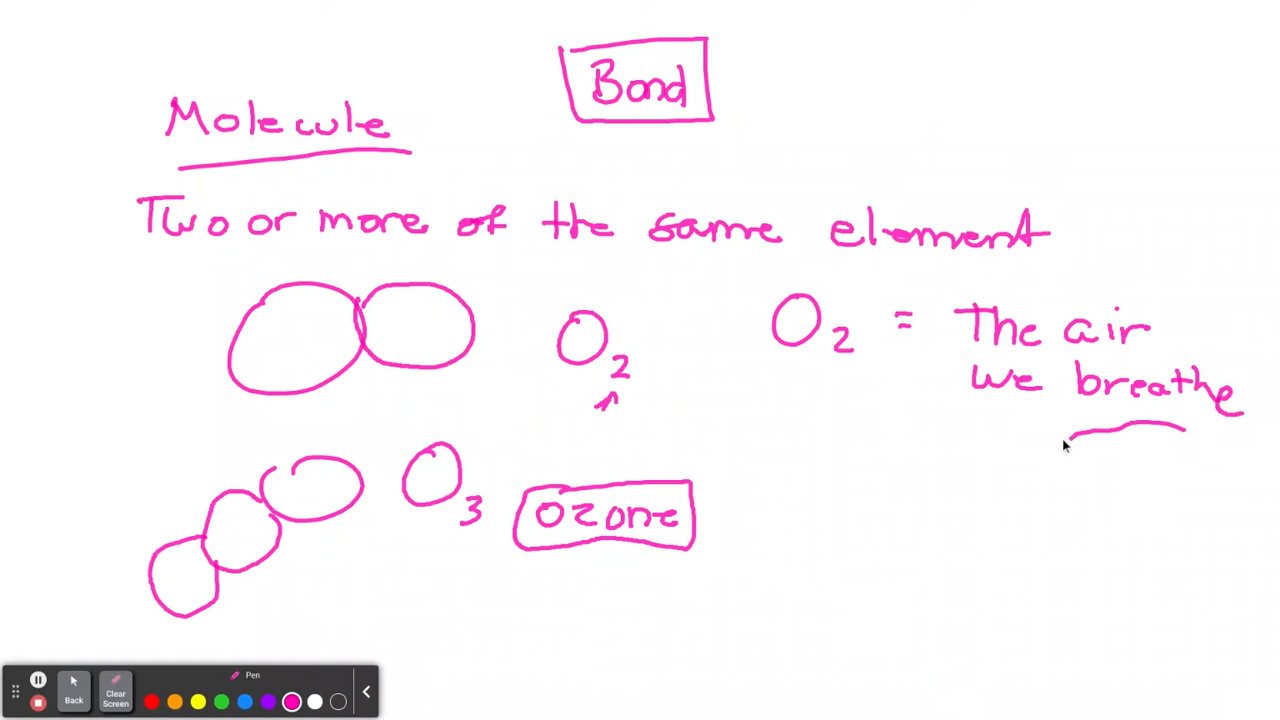 Bond
Molecule
Two or more of the same element
O2
O2 = The air
we breathe
O3 ozone
Pen
Back
Clear
Screen